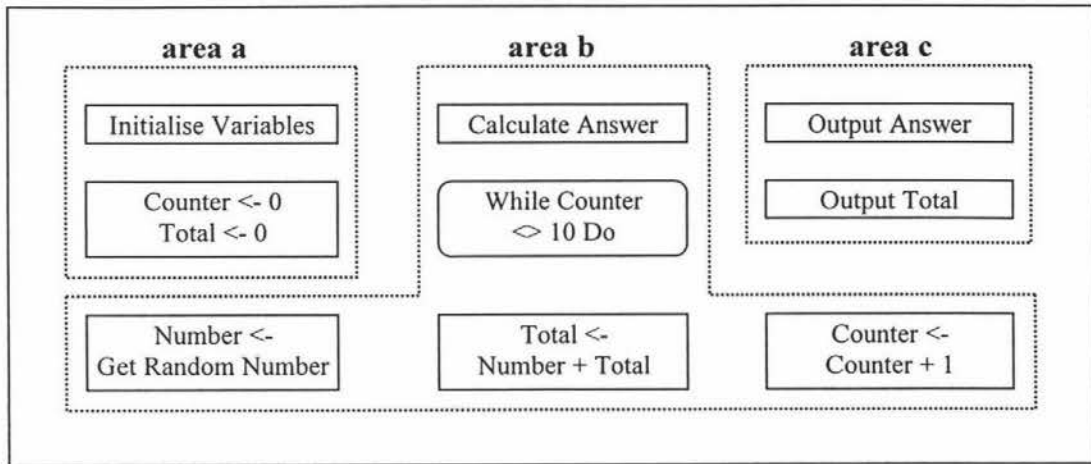 area a
area b
area c
Initialise Variables
Calculate Answer
Output Answer
Counter <- 0
Total <- 0
While Counter
<> 10 Do
Output Total
Number <-
Get Random Number
Total <-
Number + Total
Counter <-
Counter + 1